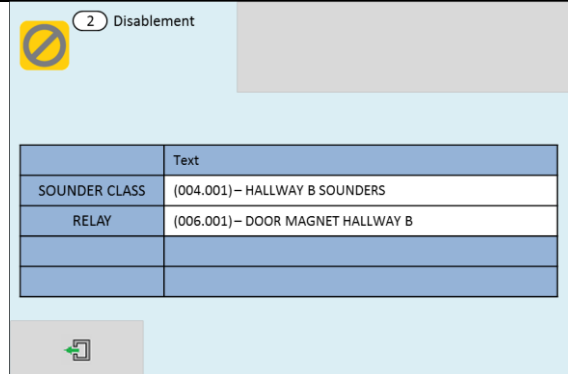 2 Disablement
Text
SOUNDER CLASS (004.001) – HALLWAY B SOUNDERS
RELAY (006.001) – DOOR MAGNET HALLWAY B